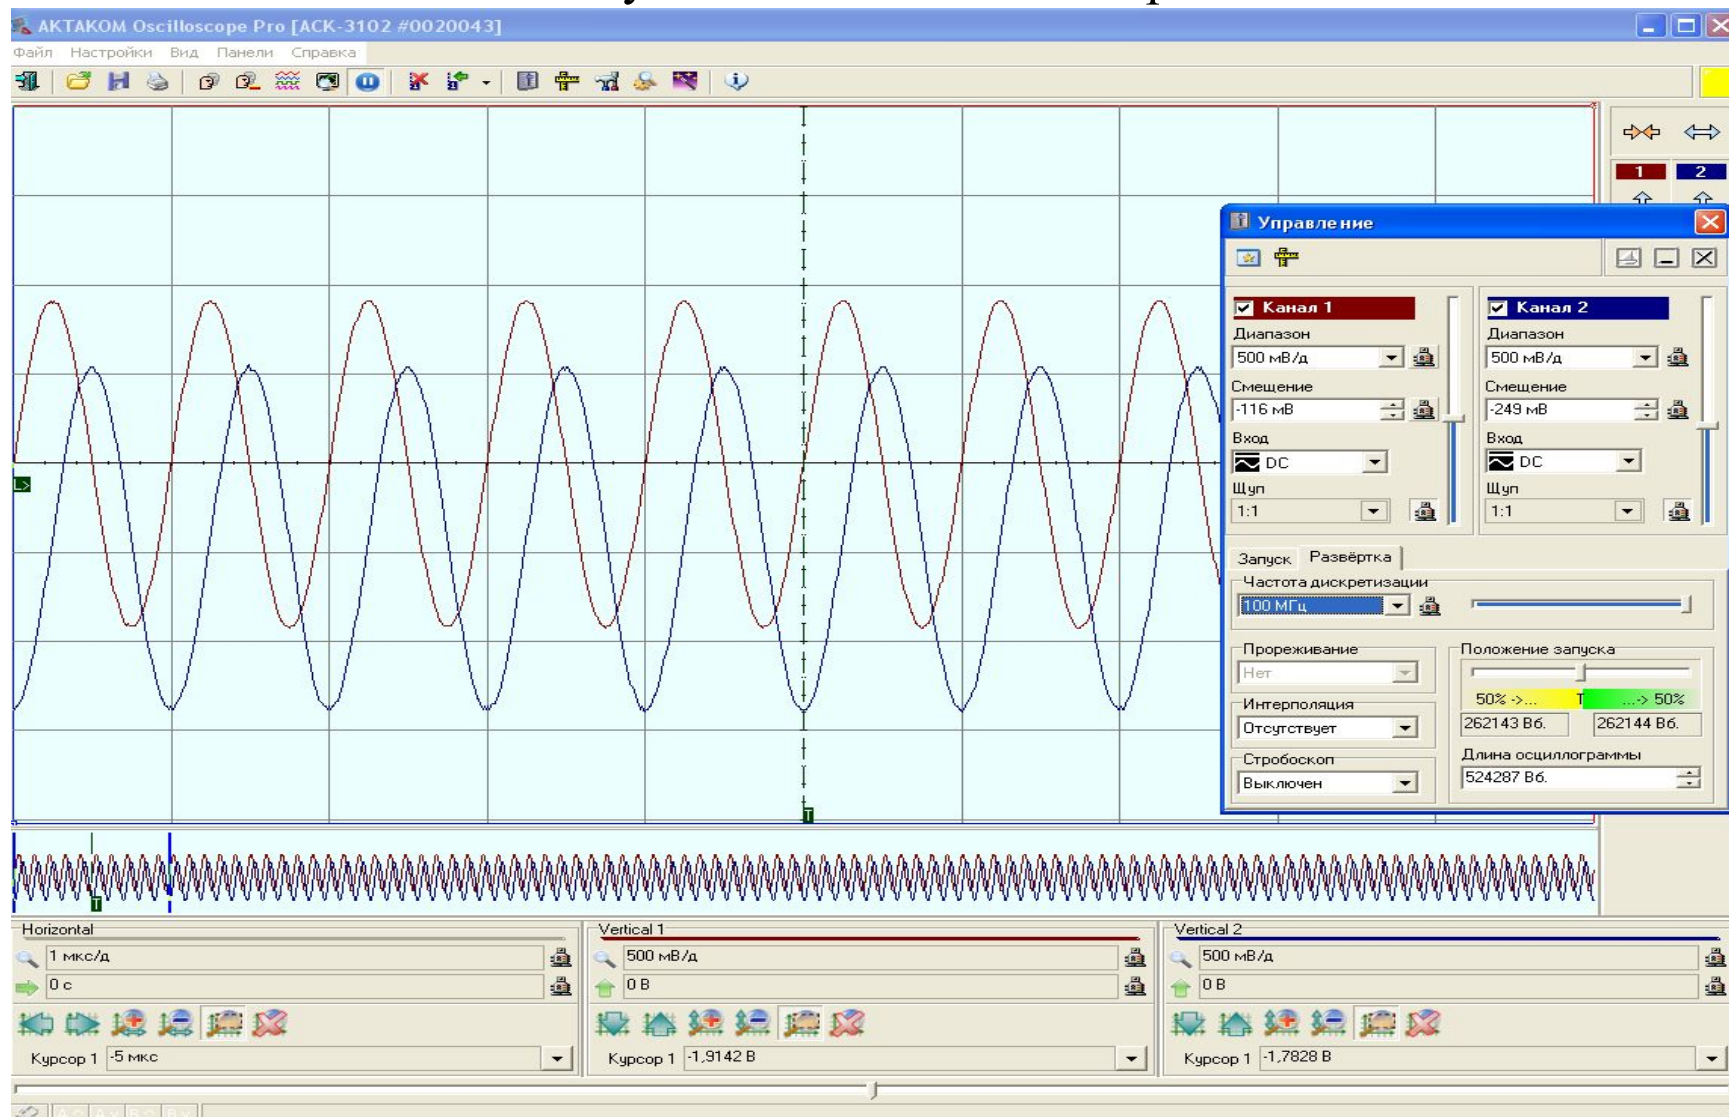 AKTAKOM Oscilloscope Pro [ACK-3102 #0020043]
Файл Настройки Вид Панели Справка
1 2
Управление
Канал 1 Канал 2
Диапазон Диапазон
500 мВ/д 500 мВ/д
Смещение Смещение
-116 мВ -249 мВ
Вход Вход
DC DC
Щуп Щуп
1:1 1:1
L>
Запуск Развёртка
Частота дискретизации
100 МГц
Прореживание Положение запуска
Нет
50% ->... T ...-> 50%
Интерполяция
262143 Вб. 262144 Вб.
Отсутствует
Стробоскоп Длина осциллограммы
Выключен 524287 Вб.
T
T
Horizontal Vertical 1 Vertical 2
1 мкс/д 500 мВ/д 500 мВ/д
0 с 0 В 0 В
Курсор 1 -5 мкс Курсор 1 -1,9142 В Курсор 1 -1,7828 В